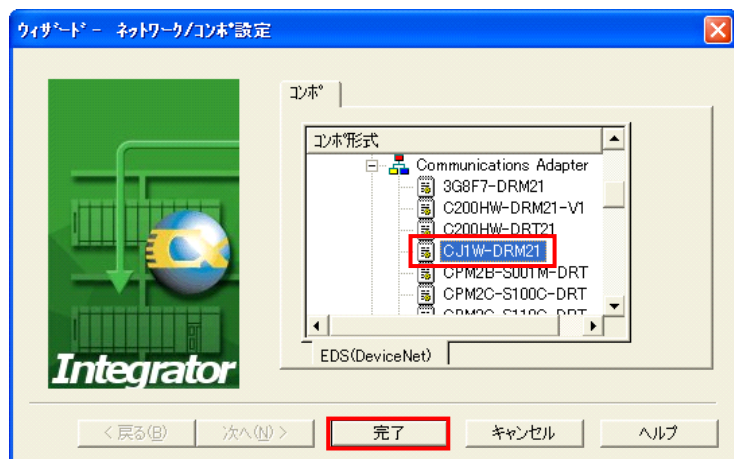 ウィザード - ネットワーク/コンポ設定
コンポ
コンポ形式
Communications Adapter
3G8F7-DRM21
C200HW-DRM21-V1
C200HW-DRT21
CJ1W-DRM21
CPM2B-S001M-DRT
CPM2C-S100C-DRT
CPM2C-S110C-DRT
EDS(DeviceNet)
Integrator
< 戻る(B)
次へ(N) >
完了
キャンセル
ヘルプ